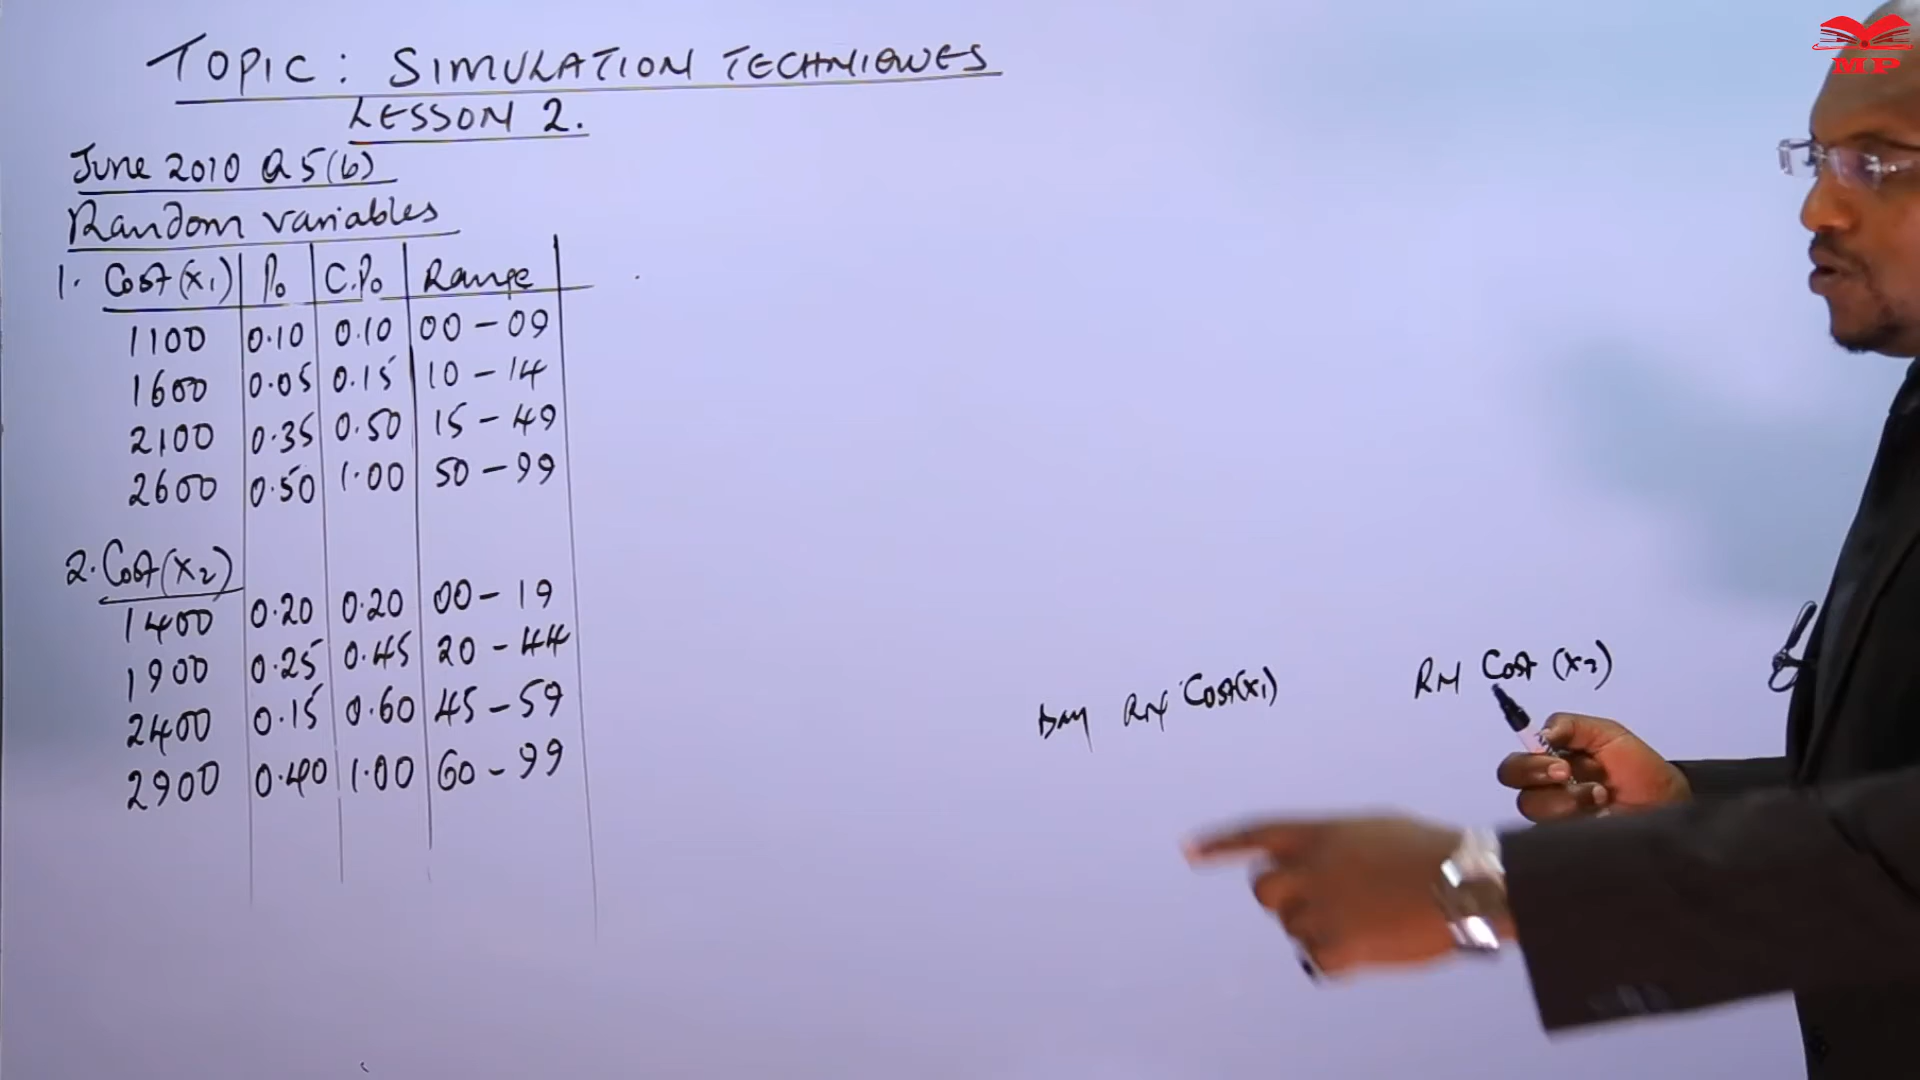 MP
TOPIC: SIMULATION TECHNIQUES
LESSON 2.
June 2010 Q5(b)
Random variables
1. Cost(x₁) Po C.Po Range
1100 0.10 0.10 00 - 09
1600 0.05 0.15 10 - 14
2100 0.35 0.50 15 - 49
2600 0.50 1.00 50 - 99
2. Cost(x₂)
1400 0.20 0.20 00 - 19
1900 0.25 0.45 20 - 44
2400 0.15 0.60 45 - 59
2900 0.40 1.00 60 - 99
Day RN Cost(x₁) RN Cost (x₂)